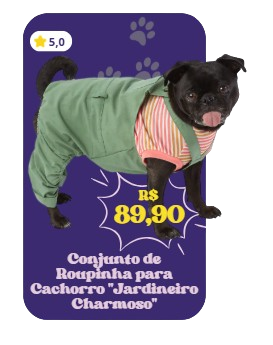 5,0
R$
89,90
Conjunto de
Roupinha para
Cachorro "Jardineiro
Charmoso"